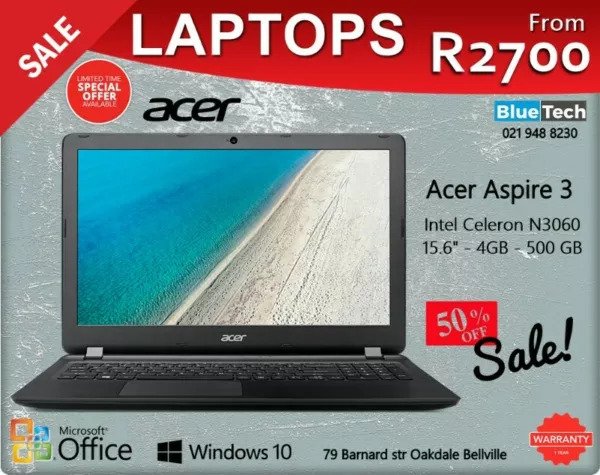 SALE
LAPTOPS
From
R2700
LIMITED TIME
SPECIAL
OFFER
AVAILABLE
acer
BlueTech
021 948 8230
Acer Aspire 3
Intel Celeron N3060
15.6" - 4GB - 500 GB
acer
50%
OFF
Sale!
Microsoft®
Office
Windows 10
79 Barnard str Oakdale Bellville
WARRANTY
1 YEAR